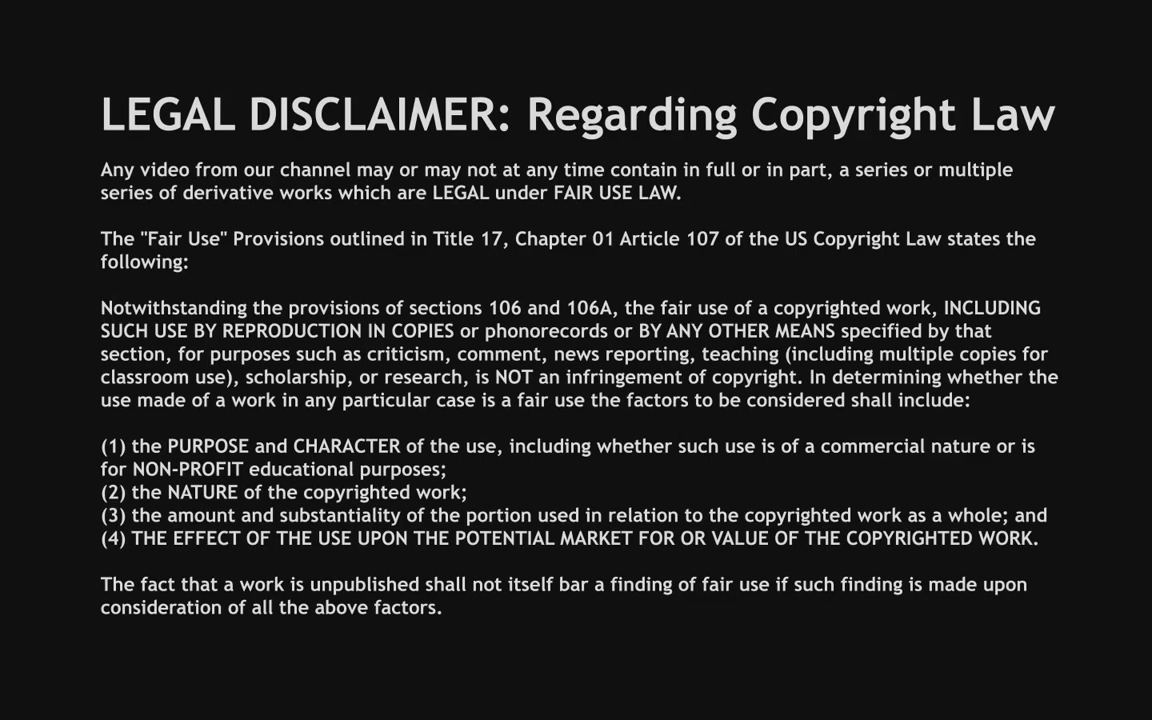 LEGAL DISCLAIMER: Regarding Copyright Law
Any video from our channel may or may not at any time contain in full or in part, a series or multiple
series of derivative works which are LEGAL under FAIR USE LAW.
The "Fair Use" Provisions outlined in Title 17, Chapter 01 Article 107 of the US Copyright Law states the
following:
Notwithstanding the provisions of sections 106 and 106A, the fair use of a copyrighted work, INCLUDING
SUCH USE BY REPRODUCTION IN COPIES or phonorecords or BY ANY OTHER MEANS specified by that
section, for purposes such as criticism, comment, news reporting, teaching (including multiple copies for
classroom use), scholarship, or research, is NOT an infringement of copyright. In determining whether the
use made of a work in any particular case is a fair use the factors to be considered shall include:
(1) the PURPOSE and CHARACTER of the use, including whether such use is of a commercial nature or is
for NON-PROFIT educational purposes;
(2) the NATURE of the copyrighted work;
(3) the amount and substantiality of the portion used in relation to the copyrighted work as a whole; and
(4) THE EFFECT OF THE USE UPON THE POTENTIAL MARKET FOR OR VALUE OF THE COPYRIGHTED WORK.
The fact that a work is unpublished shall not itself bar a finding of fair use if such finding is made upon
consideration of all the above factors.